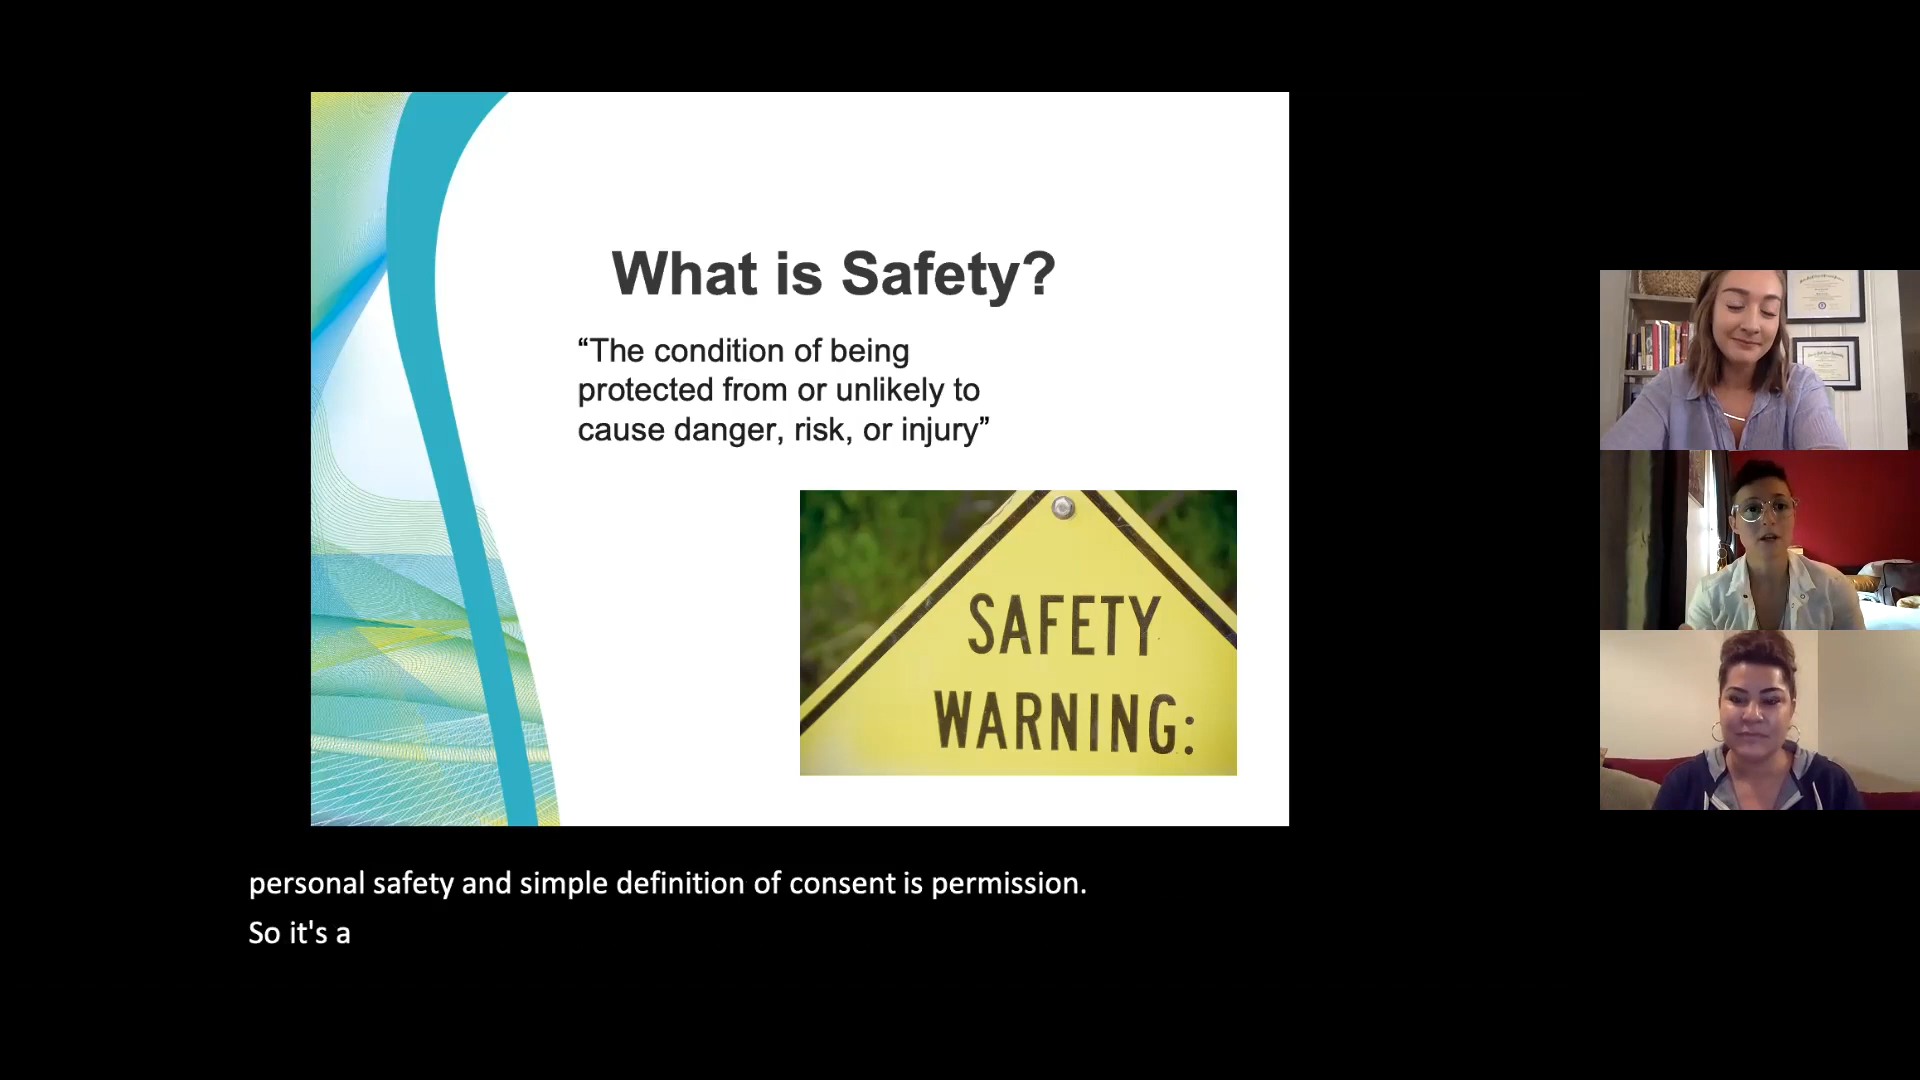 What is Safety?
“The condition of being
protected from or unlikely to
cause danger, risk, or injury”
SAFETY
WARNING:
personal safety and simple definition of consent is permission.
So it's a